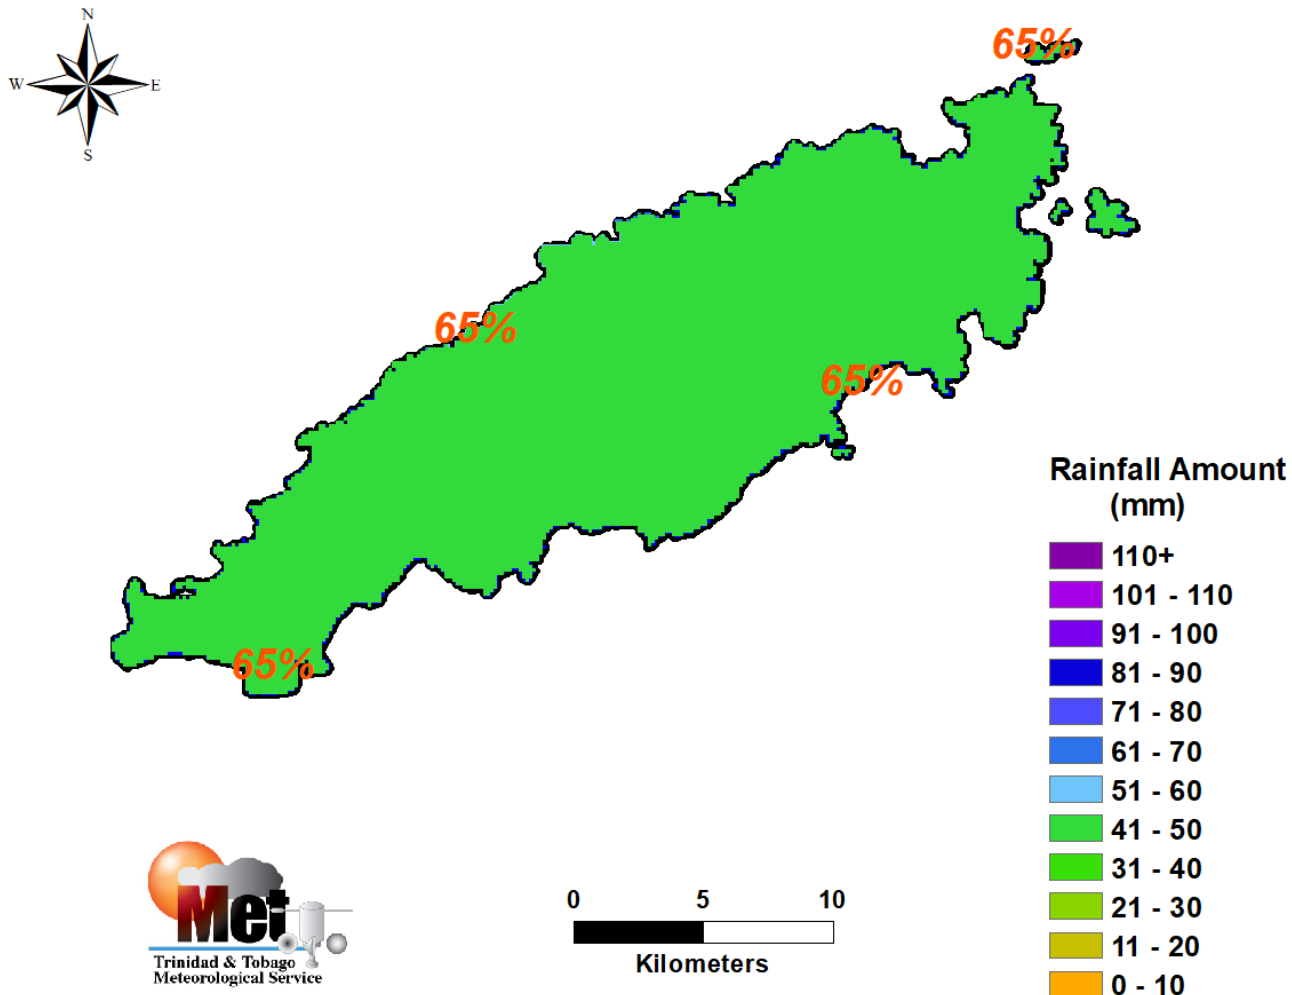 N
W E
S
65%
65%
65%
65%
Rainfall Amount
(mm)
110+
101 - 110
91 - 100
81 - 90
71 - 80
61 - 70
51 - 60
41 - 50
31 - 40
21 - 30
11 - 20
0 - 10
0 5 10
Kilometers
Met
Trinidad & Tobago
Meteorological Service